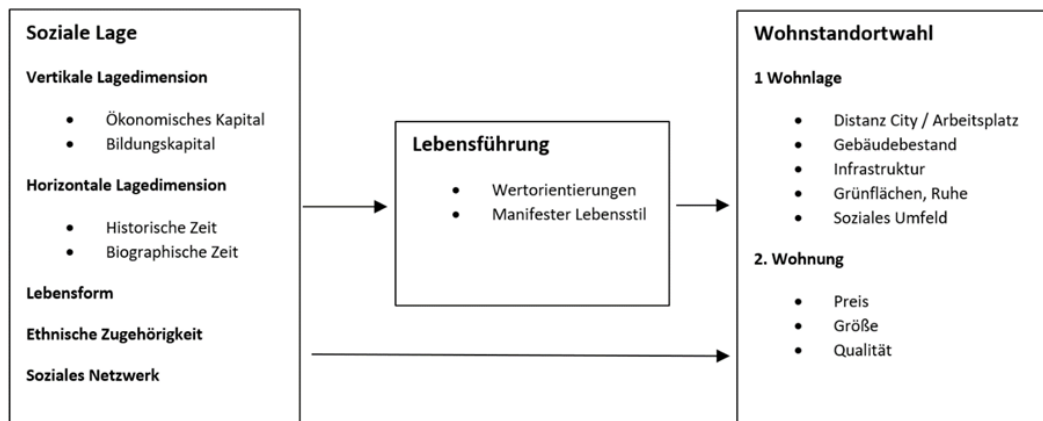 Soziale Lage
Vertikale Lagedimension
• Ökonomisches Kapital
• Bildungskapital
Horizontale Lagedimension
• Historische Zeit
• Biographische Zeit
Lebensform
Ethnische Zugehörigkeit
Soziales Netzwerk
Lebensführung
• Wertorientierungen
• Manifester Lebensstil
Wohnstandortwahl
1 Wohnlage
• Distanz City / Arbeitsplatz
• Gebäudebestand
• Infrastruktur
• Grünflächen, Ruhe
• Soziales Umfeld
2. Wohnung
• Preis
• Größe
• Qualität